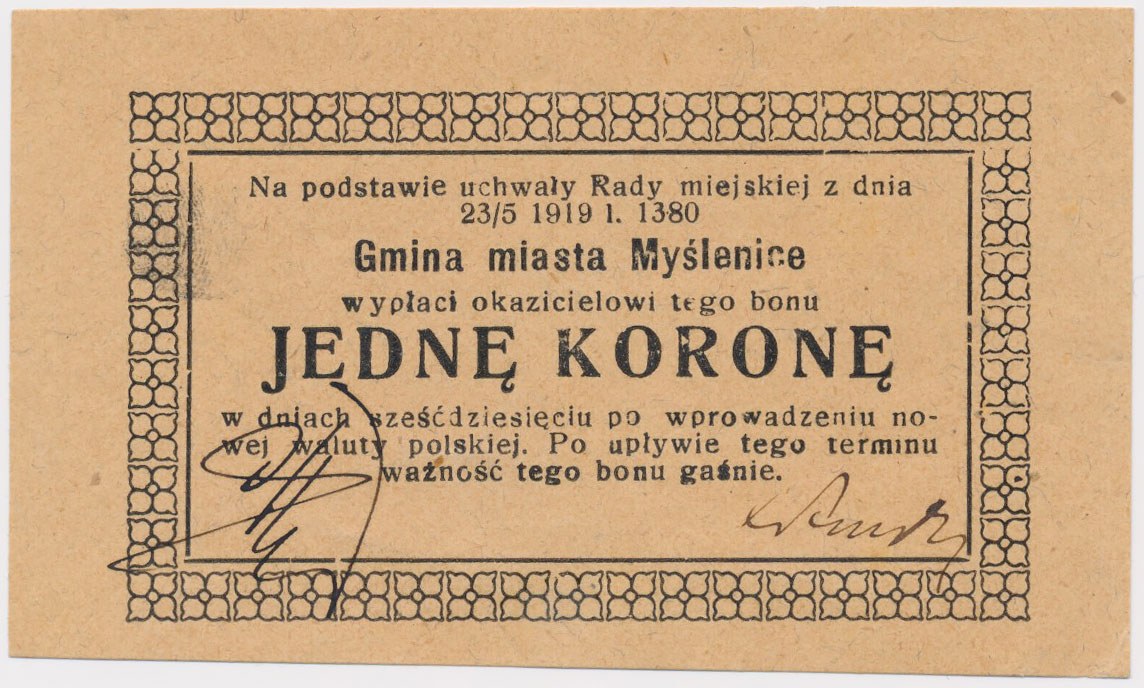 Na podstawie uchwały Rady miejskiej z dnia
23/5 1919 l. 1380
Gmina miasta Myślenice
wypłaci okazicielowi tego bonu
JEDNĘ KORONĘ
w dniach sześćdziesięciu po wprowadzeniu no-
wej waluty polskiej. Po upływie tego terminu
ważność tego bonu gaśnie.